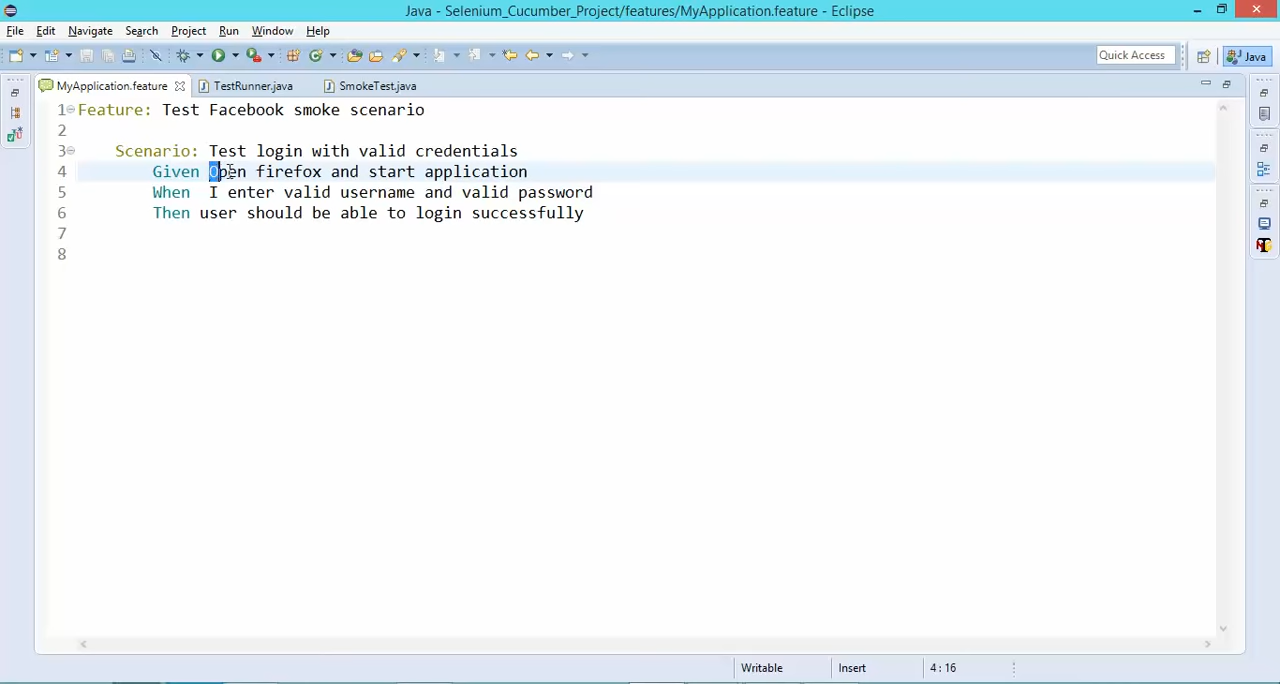 Java - Selenium_Cucumber_Project/features/MyApplication.feature - Eclipse
File Edit Navigate Search Project Run Window Help
Quick Access Java
MyApplication.feature TestRunner.java SmokeTest.java
1 Feature: Test Facebook smoke scenario
2
3 Scenario: Test login with valid credentials
4 Given Open firefox and start application
5 When I enter valid username and valid password
6 Then user should be able to login successfully
7
8
Writable Insert 4 : 16